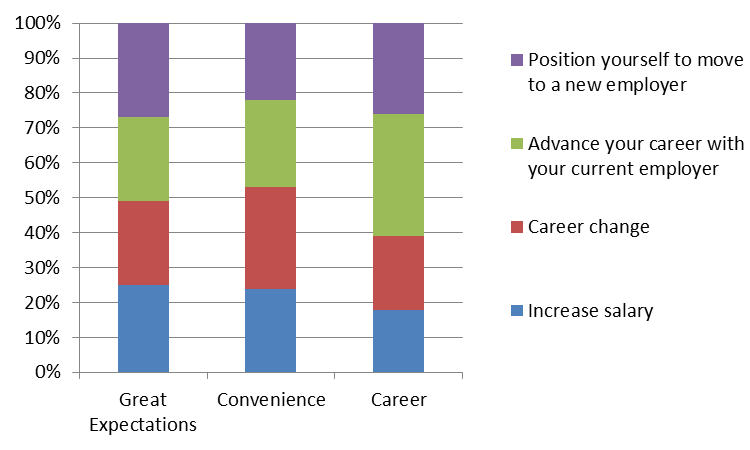 100%
90%
80%
70%
60%
50%
40%
30%
20%
10%
0%
Great
Expectations
Convenience
Career
Position yourself to move
to a new employer
Advance your career with
your current employer
Career change
Increase salary